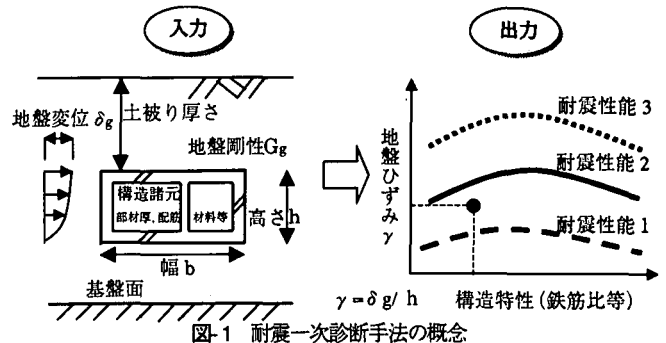 入力
出力
地盤変位 δg
土被り厚さ
地盤剛性Gg
構造諸元
部材厚、配筋
材料等
高さh
幅 b
基盤面
地盤ひずみγ
耐震性能 3
耐震性能 2
耐震性能 1
γ=δg/h
構造特性(鉄筋比等)
図-1 耐震一次診断手法の概念